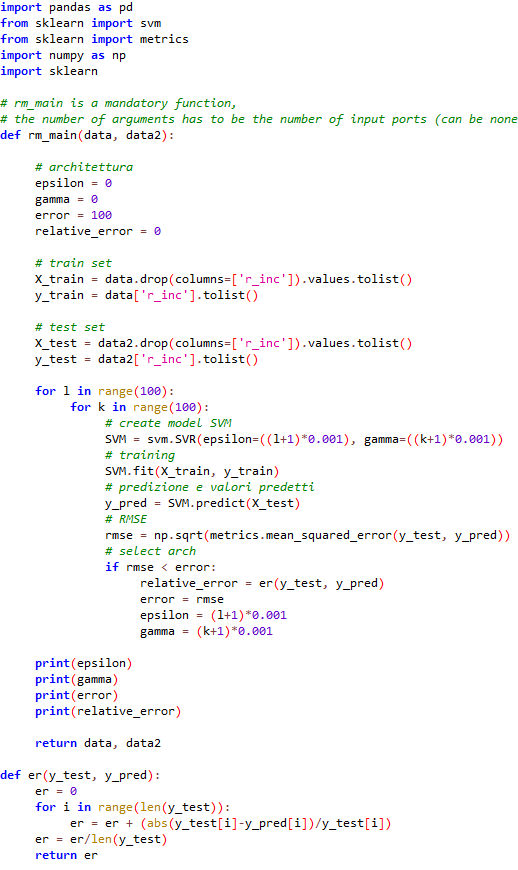 import pandas as pd
from sklearn import svm
from sklearn import metrics
import numpy as np
import sklearn

# rm_main is a mandatory function,
# the number of arguments has to be the number of input ports (can be none
def rm_main(data, data2):

    # architettura
    epsilon = 0
    gamma = 0
    error = 100
    relative_error = 0

    # train set
    X_train = data.drop(columns=['r_inc']).values.tolist()
    y_train = data['r_inc'].tolist()

    # test set
    X_test = data2.drop(columns=['r_inc']).values.tolist()
    y_test = data2['r_inc'].tolist()

    for l in range(100):
        for k in range(100):
            # create model SVM
            SVM = svm.SVR(epsilon=((l+1)*0.001), gamma=((k+1)*0.001))
            # training
            SVM.fit(X_train, y_train)
            # predizione e valori predetti
            y_pred = SVM.predict(X_test)
            # RMSE
            rmse = np.sqrt(metrics.mean_squared_error(y_test, y_pred))
            # select arch
            if rmse < error:
                relative_error = er(y_test, y_pred)
                error = rmse
                epsilon = (l+1)*0.001
                gamma = (k+1)*0.001

    print(epsilon)
    print(gamma)
    print(error)
    print(relative_error)

    return data, data2

def er(y_test, y_pred):
    er = 0
    for i in range(len(y_test)):
        er = er + (abs(y_test[i]-y_pred[i])/y_test[i])
    er = er/len(y_test)
    return er